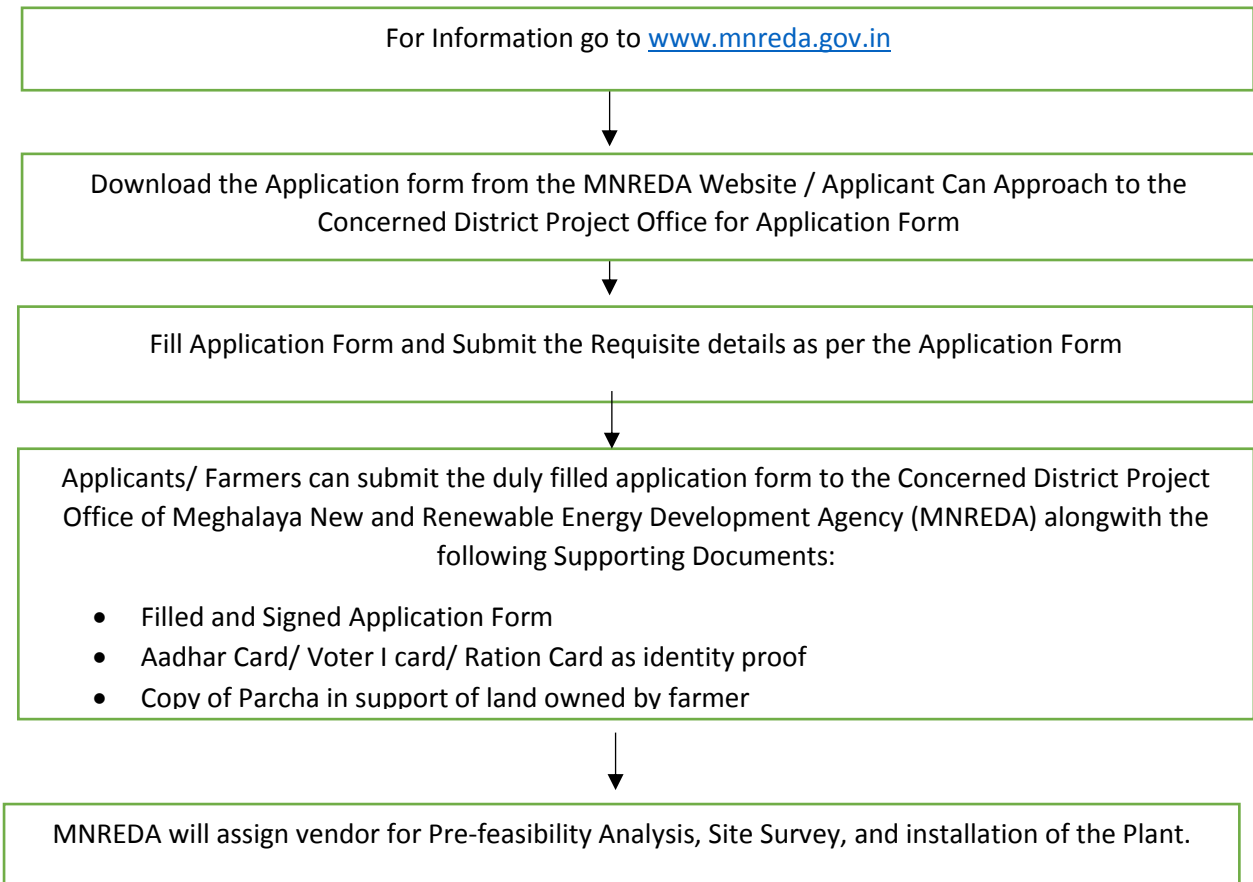 For Information go to www.mnreda.gov.in
Download the Application form from the MNREDA Website / Applicant Can Approach to the
Concerned District Project Office for Application Form
Fill Application Form and Submit the Requisite details as per the Application Form
Applicants/ Farmers can submit the duly filled application form to the Concerned District Project
Office of Meghalaya New and Renewable Energy Development Agency (MNREDA) alongwith the
following Supporting Documents:
• Filled and Signed Application Form
• Aadhar Card/ Voter I card/ Ration Card as identity proof
• Copy of Parcha in support of land owned by farmer
MNREDA will assign vendor for Pre-feasibility Analysis, Site Survey, and installation of the Plant.